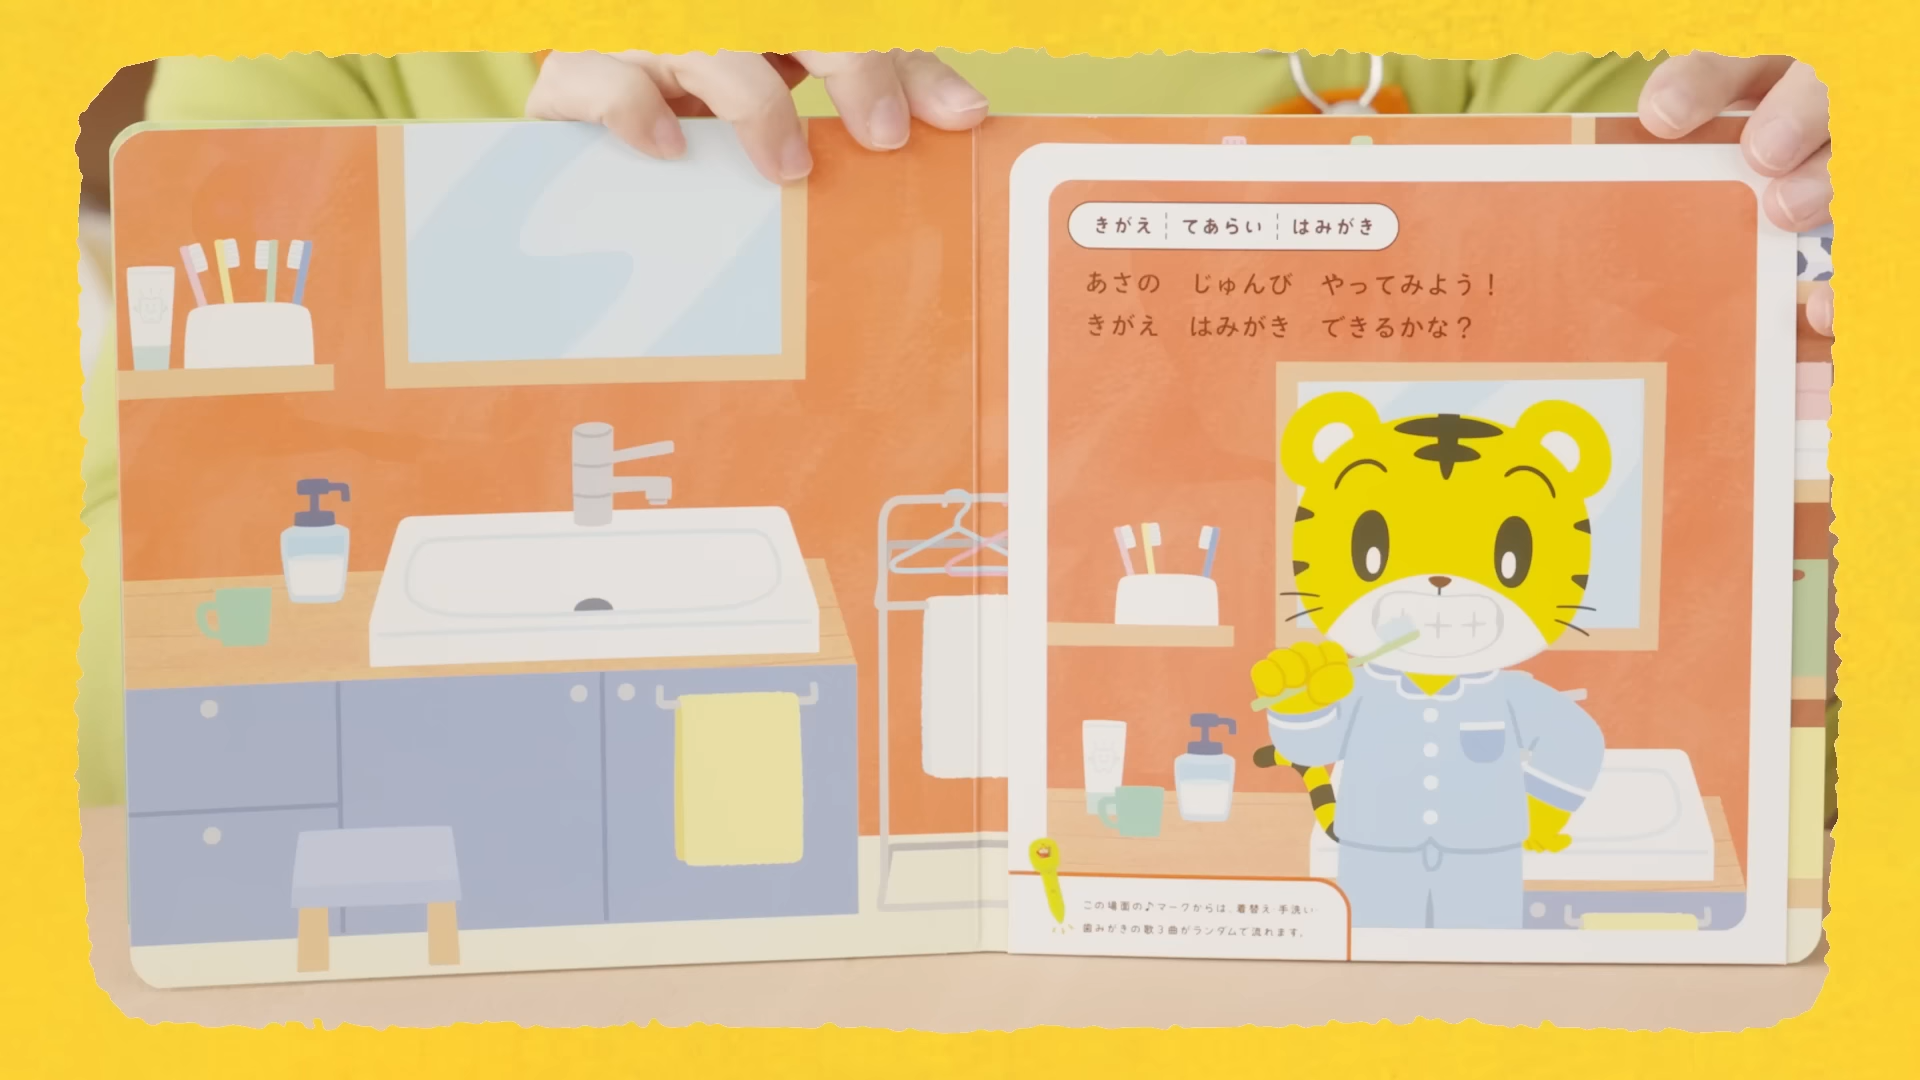 きがえ てあらい はみがき
あさの じゅんび やってみよう！
きがえ はみがき できるかな？
この場面の♪マークからは、着替え・手洗い・
歯みがきの歌3曲がランダムで流れます。